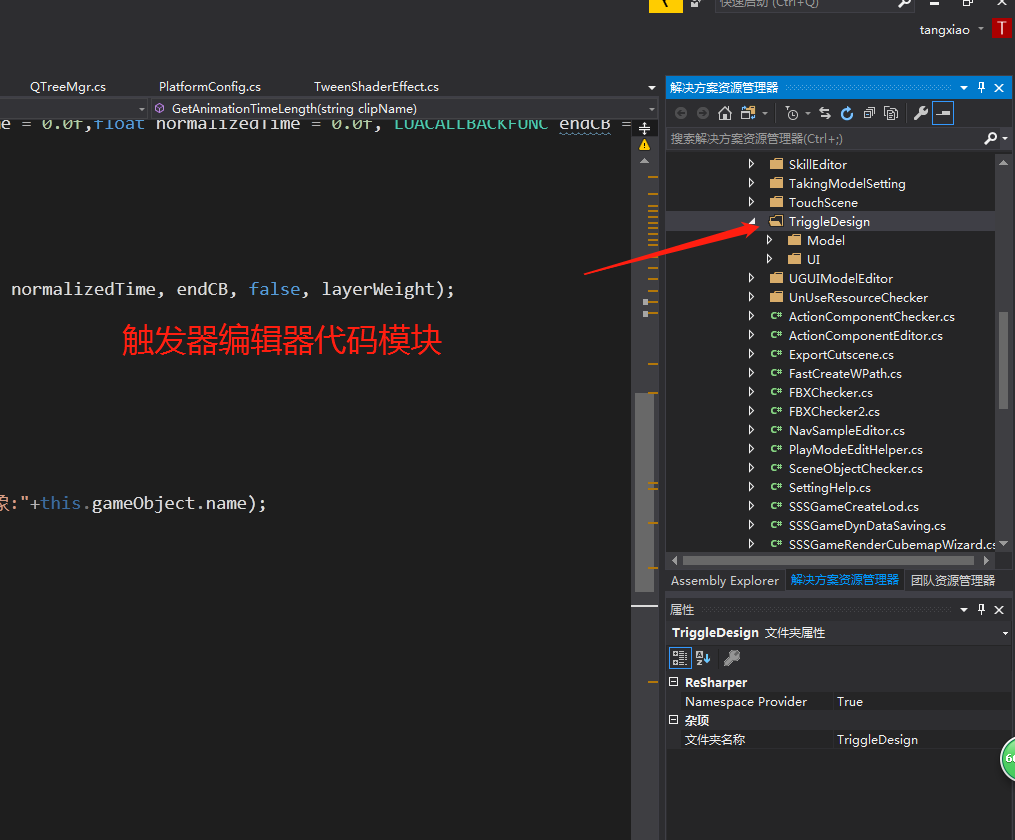 快速启动 (Ctrl+Q)
tangxiao
T
QTreeMgr.cs
PlatformConfig.cs
TweenShaderEffect.cs
GetAnimationTimeLength(string clipName)
= 0.0f,float normalizedTime = 0.0f, LUACALLBACKFUNC endCB =
normalizedTime, endCB, false, layerWeight);
触发器编辑器代码模块
:"+this.gameObject.name);
解决方案资源管理器
搜索解决方案资源管理器(Ctrl+;)
SkillEditor
TakingModelSetting
TouchScene
TriggleDesign
Model
UI
UGUIModelEditor
UnUseResourceChecker
C# ActionComponentChecker.cs
C# ActionComponentEditor.cs
C# ExportCutscene.cs
C# FastCreateWPath.cs
C# FBXChecker.cs
C# FBXChecker2.cs
C# NavSampleEditor.cs
C# PlayModeEditHelper.cs
C# SceneObjectChecker.cs
C# SettingHelp.cs
C# SSSGameCreateLod.cs
C# SSSGameDynDataSaving.cs
C# SSSGameRenderCubemapWizard.cs
Assembly Explorer
解决方案资源管理器
团队资源管理器
属性
TriggleDesign 文件夹属性
ReSharper
Namespace Provider True
杂项
文件夹名称 TriggleDesign